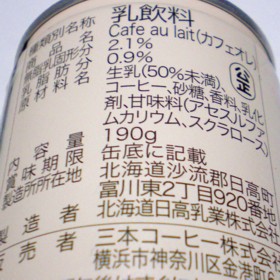 種類別名称 乳飲料
商品名 Cafe au lait(カフェオレ)
無脂乳固形分 2.1%
乳脂肪分 0.9%
原材料名 生乳(50%未満)、
コーヒー、砂糖、香料、乳化
剤、甘味料(アセスルファ
ムカリウム、スクラロース)
内容量 190g
賞味期限 缶底に記載
製造所所在地 北海道沙流郡日高町
富川東2丁目920番
製造者 北海道日高乳業株式
販売者 三本コーヒー株式会
横浜市神奈川区
公正